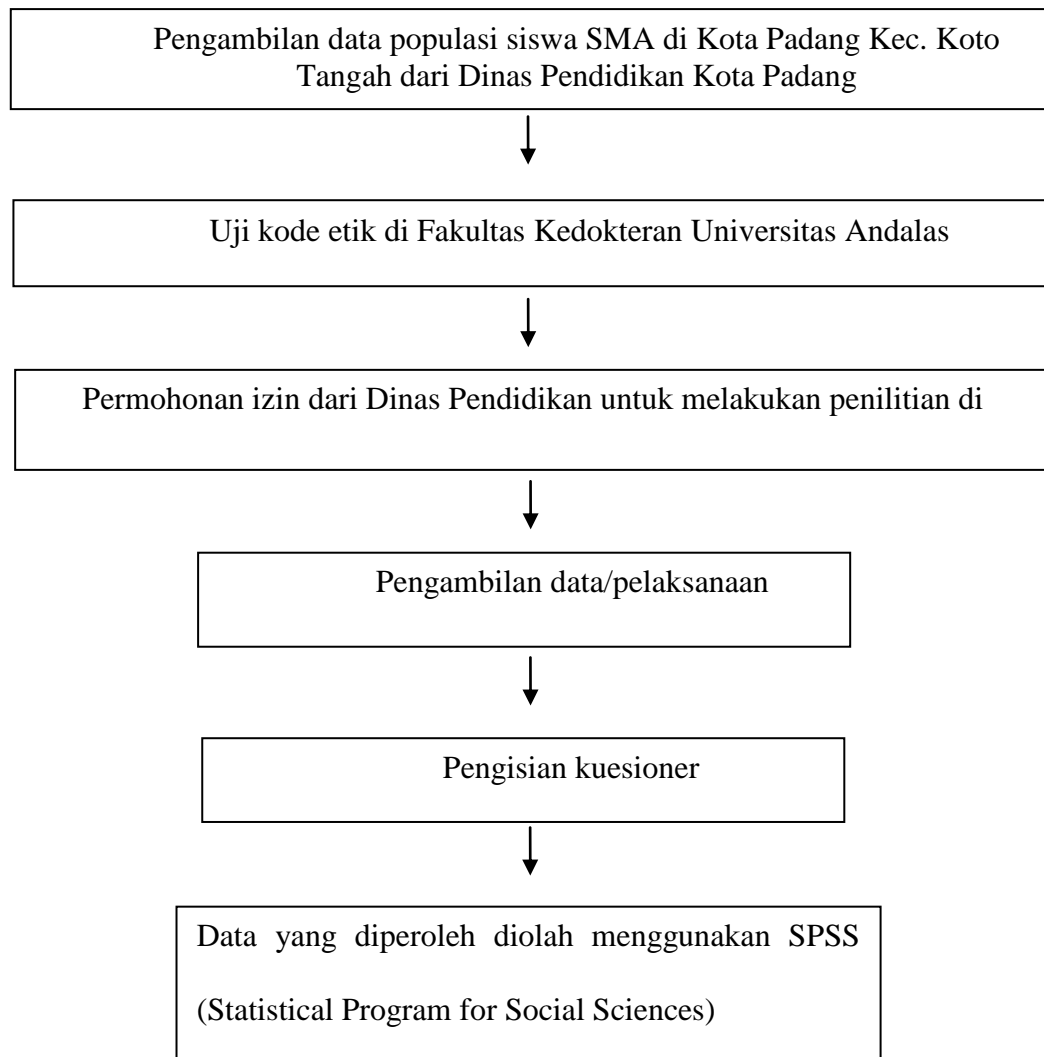 Pengambilan data populasi siswa SMA di Kota Padang Kec. Koto
Tangah dari Dinas Pendidikan Kota Padang
Uji kode etik di Fakultas Kedokteran Universitas Andalas
Permohonan izin dari Dinas Pendidikan untuk melakukan penilitian di
Pengambilan data/pelaksanaan
Pengisian kuesioner
Data yang diperoleh diolah menggunakan SPSS
(Statistical Program for Social Sciences)